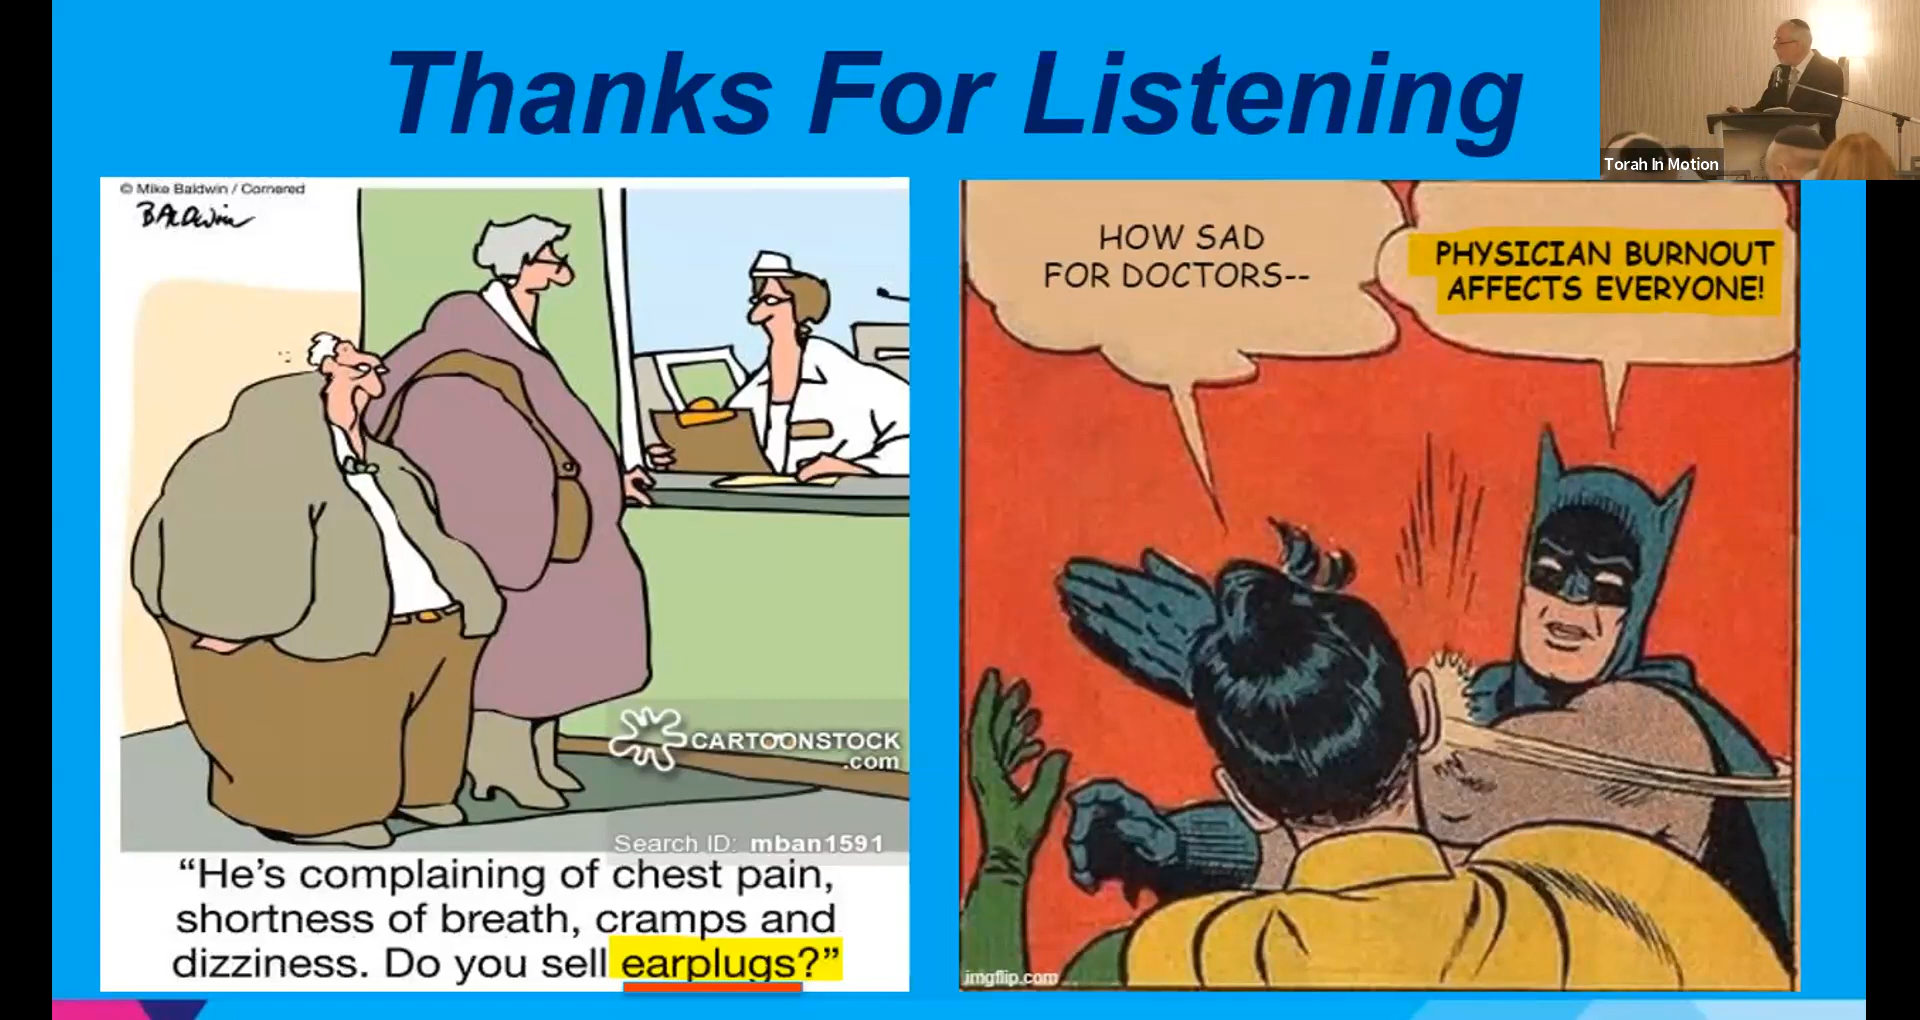 Thanks For Listening
Torah In Motion
© Mike Baldwin / Cornered
BALDWin
CARTOONSTOCK
.com
Search ID: mban1591
“He’s complaining of chest pain,
shortness of breath, cramps and
dizziness. Do you sell earplugs?”
HOW SAD
FOR DOCTORS--
PHYSICIAN BURNOUT
AFFECTS EVERYONE!
imgflip.com